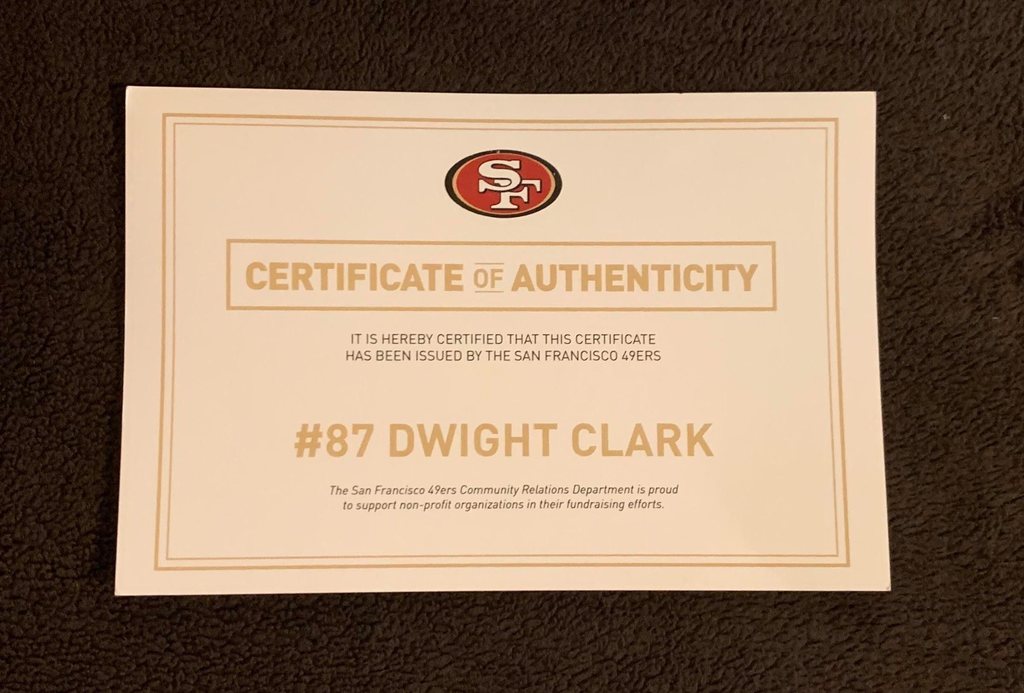 SF
CERTIFICATE OF AUTHENTICITY
IT IS HEREBY CERTIFIED THAT THIS CERTIFICATE
HAS BEEN ISSUED BY THE SAN FRANCISCO 49ERS
#87 DWIGHT CLARK
The San Francisco 49ers Community Relations Department is proud
to support non-profit organizations in their fundraising efforts.